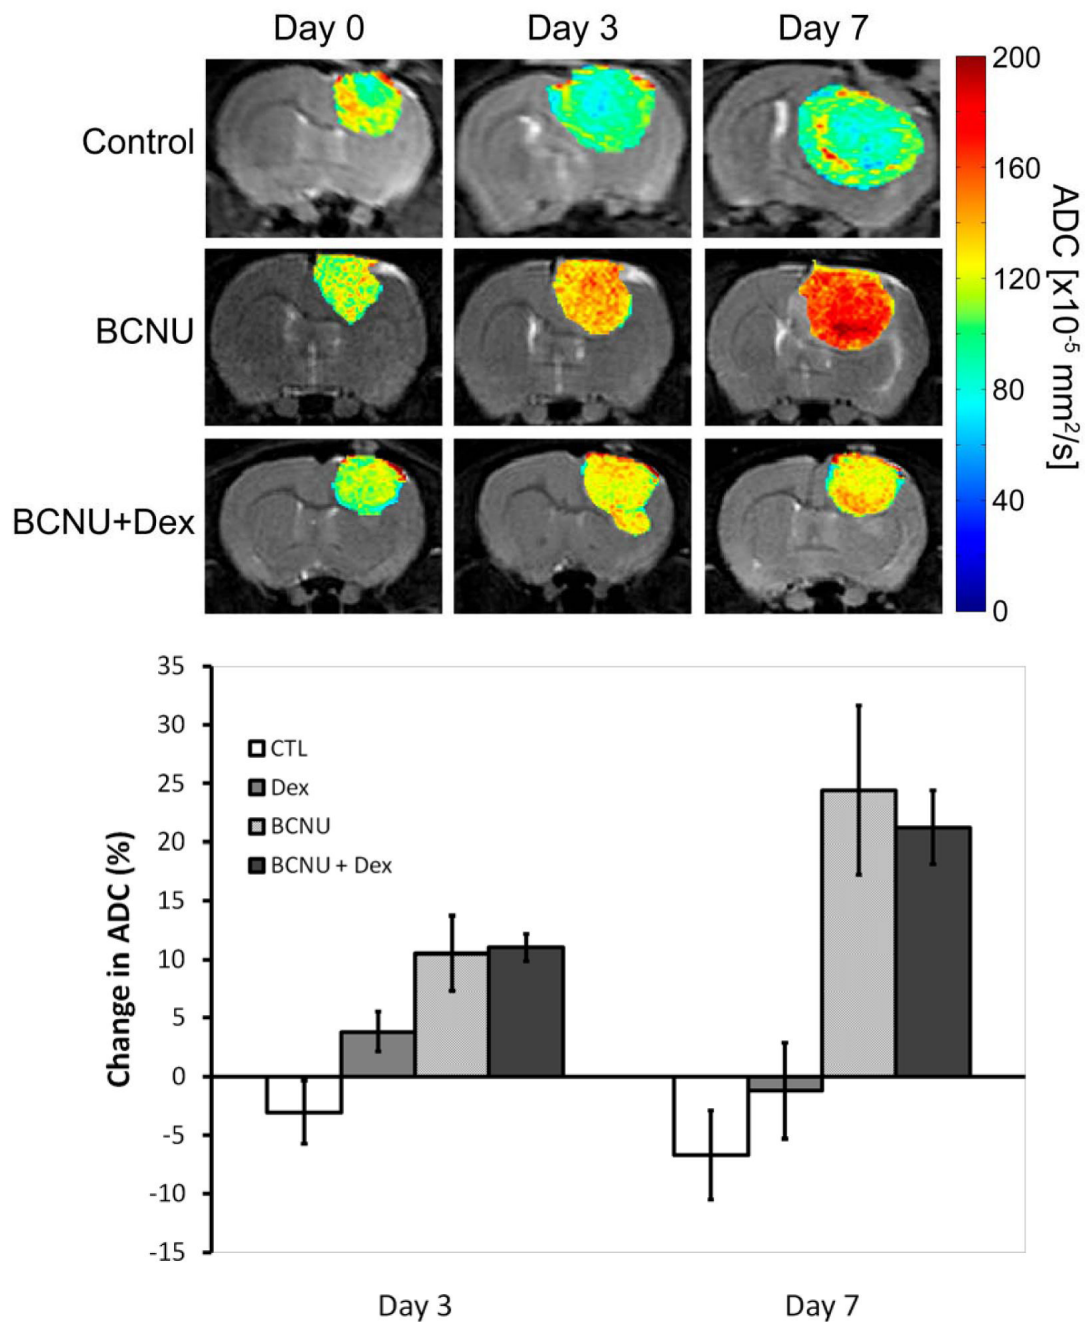 Day 0 Day 3 Day 7
Control
BCNU
BCNU+Dex
200
160
120
80
40
0
ADC [x10⁻⁵ mm²/s]
35
30
25
20
15
10
5
0
-5
-10
-15
Change in ADC (%)
CTL
Dex
BCNU
BCNU + Dex
Day 3 Day 7